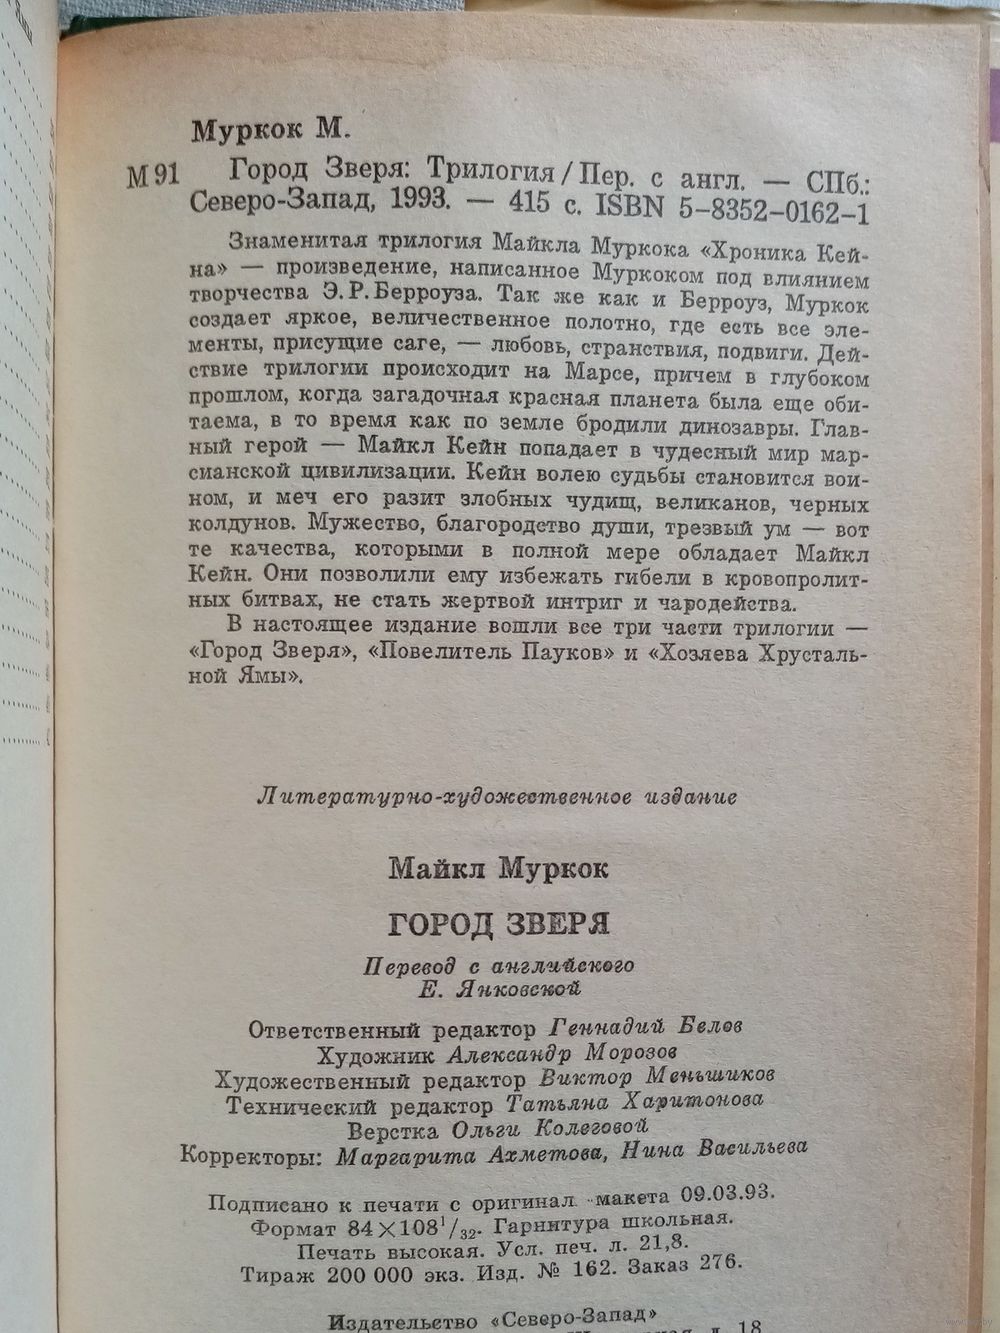 Муркок М.
М 91 Город Зверя: Трилогия / Пер. с англ. — СПб.:
Северо-Запад, 1993. — 415 с. ISBN 5-8352-0162-1
Знаменитая трилогия Майкла Муркока «Хроника Кей-
на» — произведение, написанное Муркоком под влиянием
творчества Э. Р. Берроуза. Так же как и Берроуз, Муркок
создает яркое, величественное полотно, где есть все эле-
менты, присущие саге, — любовь, странствия, подвиги. Дей-
ствие трилогии происходит на Марсе, причем в глубоком
прошлом, когда загадочная красная планета была еще оби-
таема, в то время как по земле бродили динозавры. Глав-
ный герой — Майкл Кейн попадает в чудесный мир мар-
сианской цивилизации. Кейн волею судьбы становится вои-
ном, и меч его разит злобных чудищ, великанов, черных
колдунов. Мужество, благородство души, трезвый ум — вот
те качества, которыми в полной мере обладает Майкл
Кейн. Они позволили ему избежать гибели в кровопролит-
ных битвах, не стать жертвой интриг и чародейства.
В настоящее издание вошли все три части трилогии —
«Город Зверя», «Повелитель Пауков» и «Хозяева Хрусталь-
ной Ямы».
Литературно-художественное издание
Майкл Муркок
ГОРОД ЗВЕРЯ
Перевод с английского
Е. Янковской
Ответственный редактор Геннадий Белов
Художник Александр Морозов
Художественный редактор Виктор Меньшиков
Технический редактор Татьяна Харитонова
Верстка Ольги Колеговой
Корректоры: Маргарита Ахметова, Нина Васильева
Подписано к печати с оригинал-макета 09.03.93.
Формат 84×108¹/₃₂. Гарнитура школьная.
Печать высокая. Усл. печ. л. 21,8.
Тираж 200 000 экз. Изд. № 162. Заказ 276.
Издательство «Северо-Запад»
д. 18